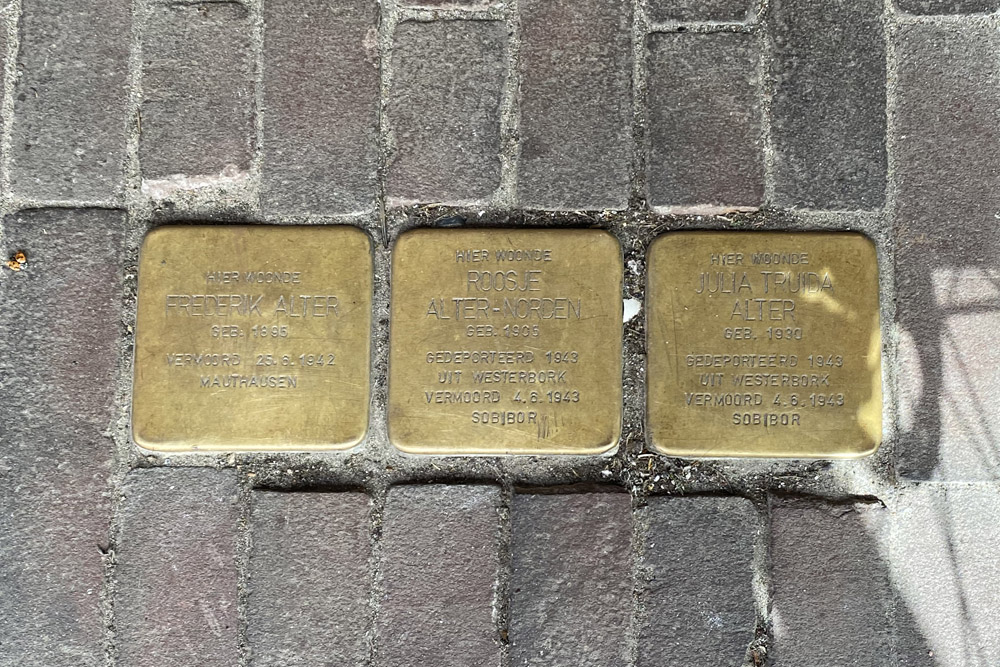 HIER WOONDE
FREDERIK ALTER
GEB. 1895
VERMOORD 25.6.1942
MAUTHAUSEN
HIER WOONDE
ROOSJE
ALTER-NORDEN
GEB. 1905
GEDEPORTEERD 1943
UIT WESTERBORK
VERMOORD 4.6.1943
SOBIBOR
HIER WOONDE
JULIA TRUIDA
ALTER
GEB. 1930
GEDEPORTEERD 1943
UIT WESTERBORK
VERMOORD 4.6.1943
SOBIBOR